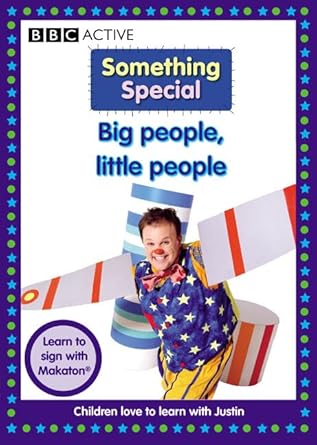 BBC ACTIVE
Something
Special
Big people,
little people
Learn to
sign with
Makaton®
Children love to learn with Justin